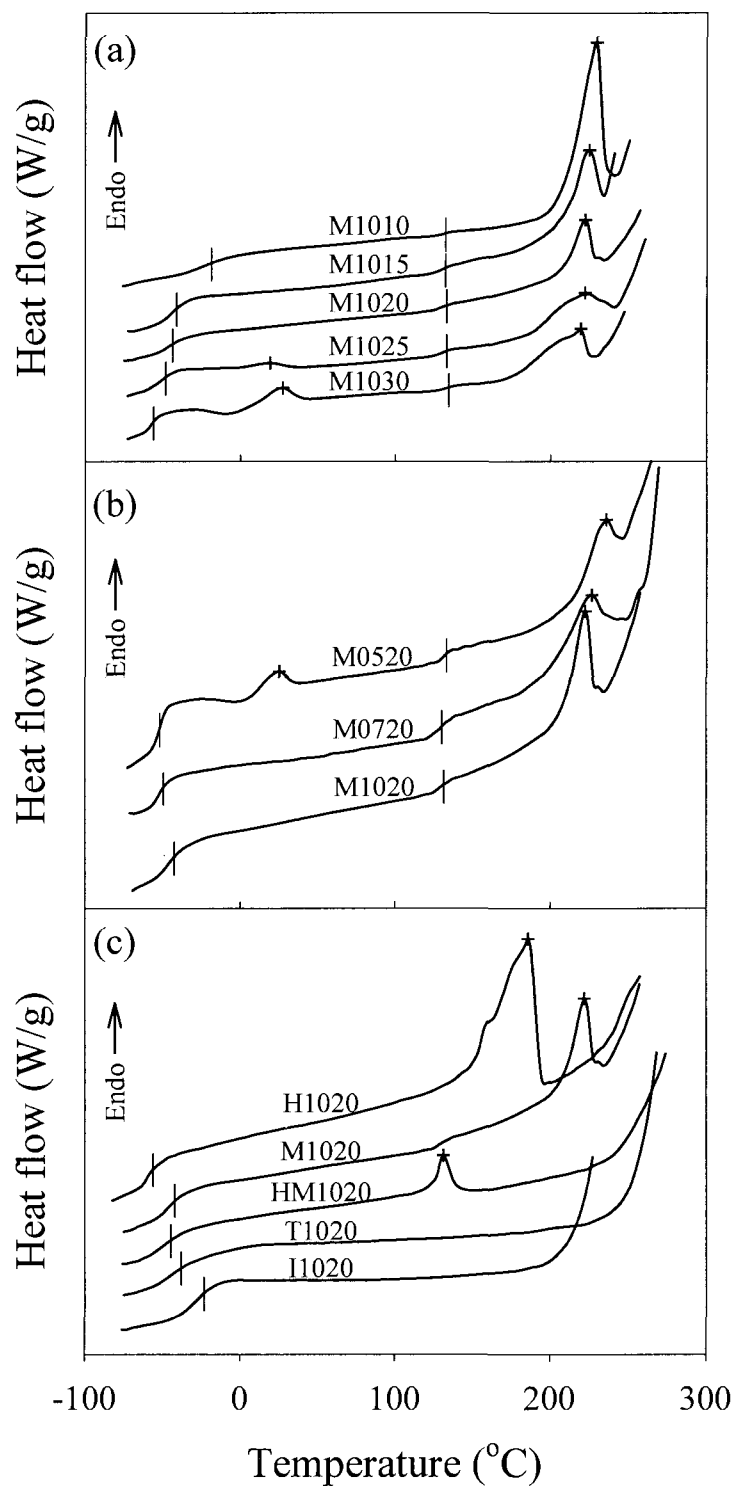 (a)
Heat flow (W/g)
Endo
M1010
M1015
M1020
M1025
M1030
(b)
Heat flow (W/g)
Endo
M0520
M0720
M1020
(c)
Heat flow (W/g)
Endo
H1020
M1020
HM1020
T1020
I1020
-100 0 100 200 300
Temperature (°C)